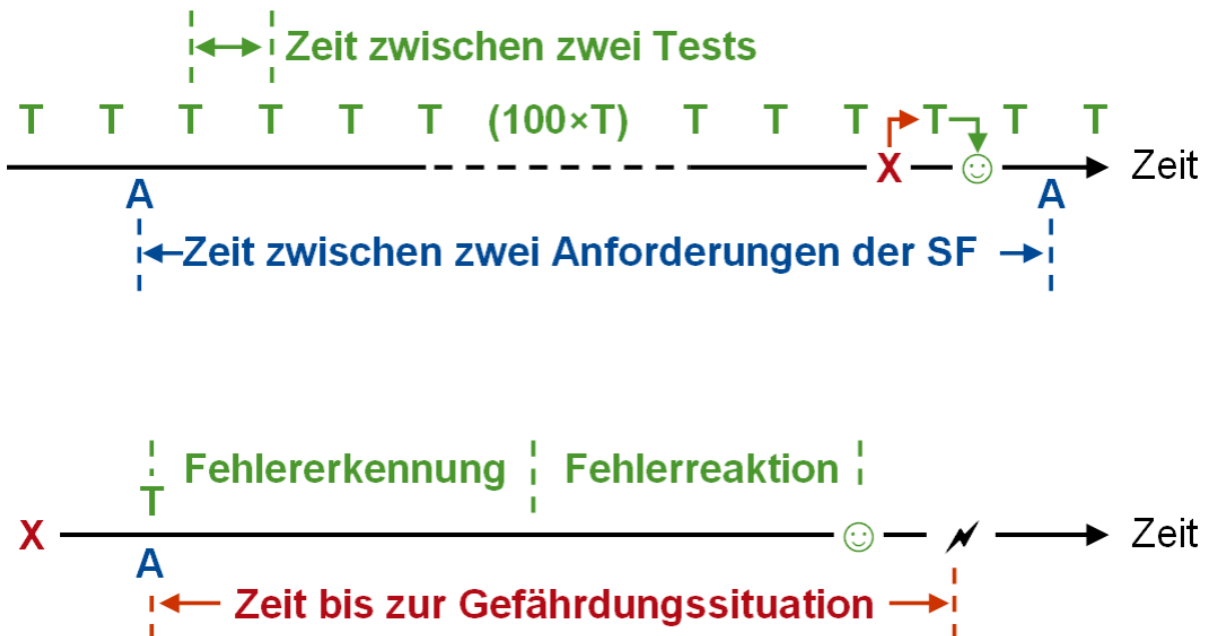 Zeit zwischen zwei Tests
T T T T T T (100×T) T T T T T T
X Zeit
A A
Zeit zwischen zwei Anforderungen der SF
Fehlererkennung Fehlerreaktion
T
X Zeit
A
Zeit bis zur Gefährdungssituation